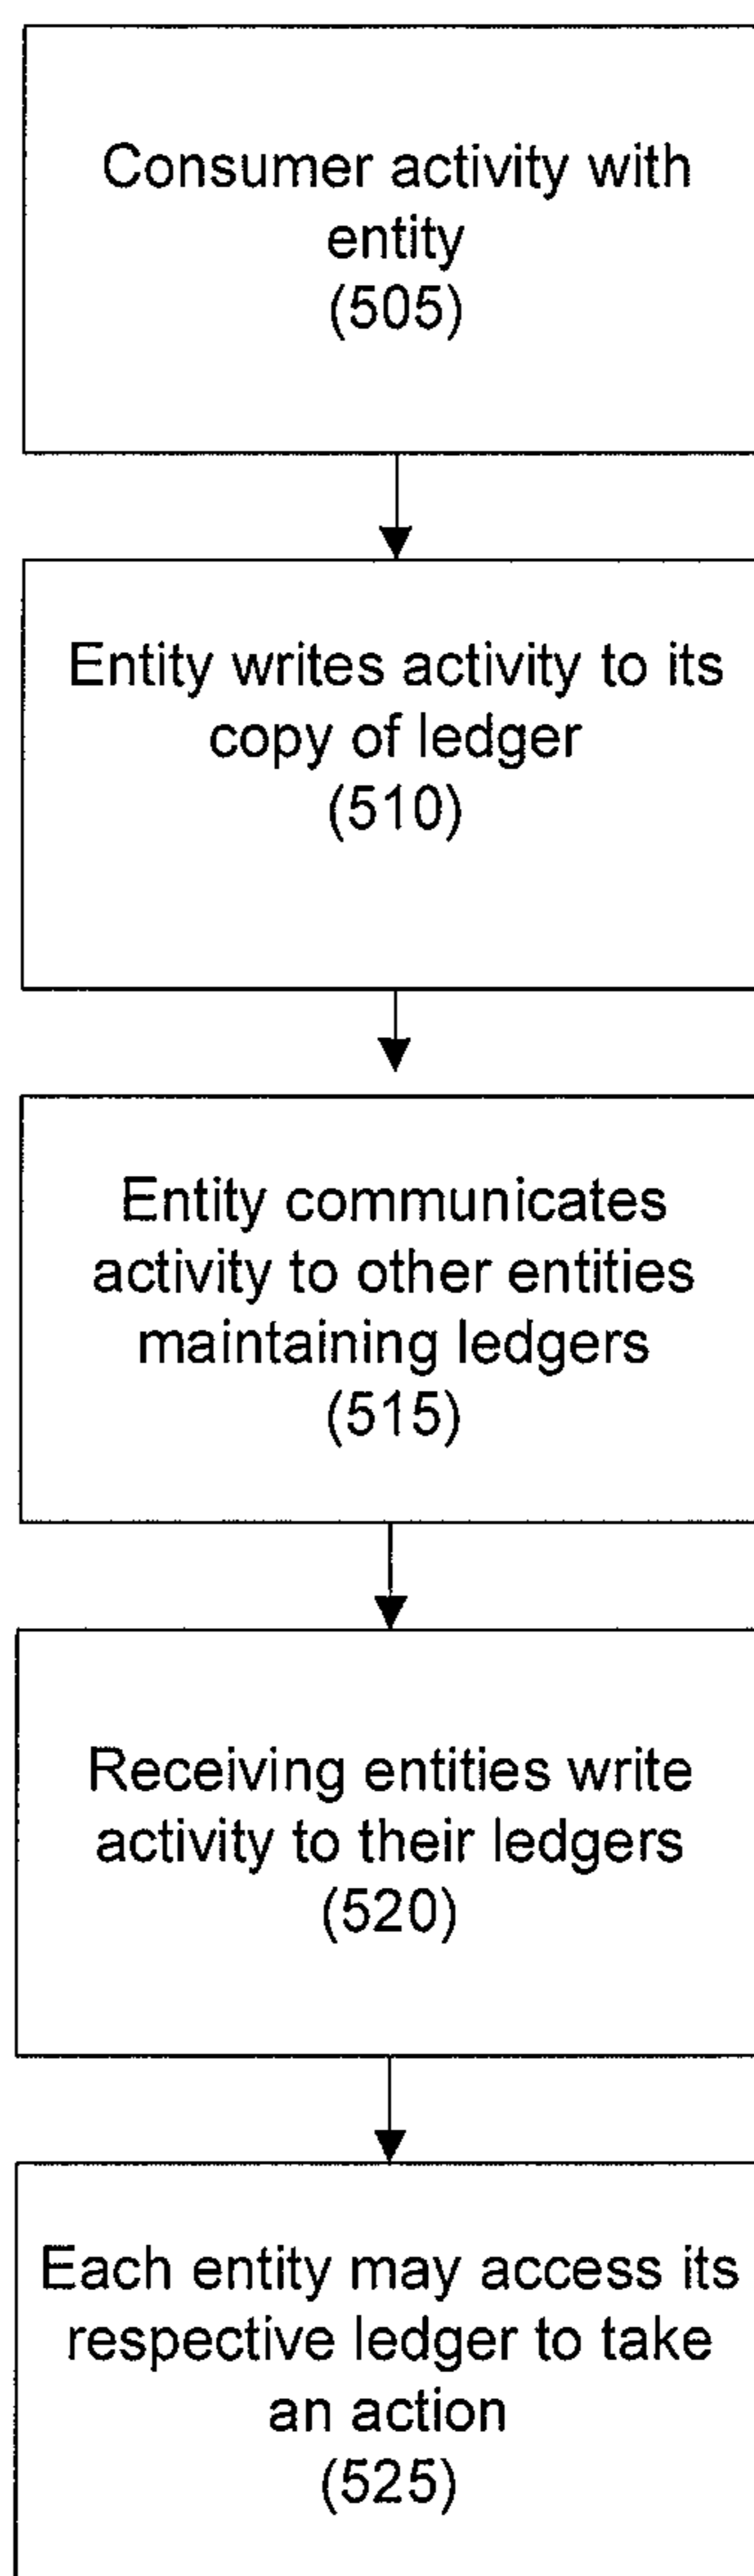 Consumer activity with
entity
(505)
Entity writes activity to its
copy of ledger
(510)
Entity communicates
activity to other entities
maintaining ledgers
(515)
Receiving entities write
activity to their ledgers
(520)
Each entity may access its
respective ledger to take
an action
(525)